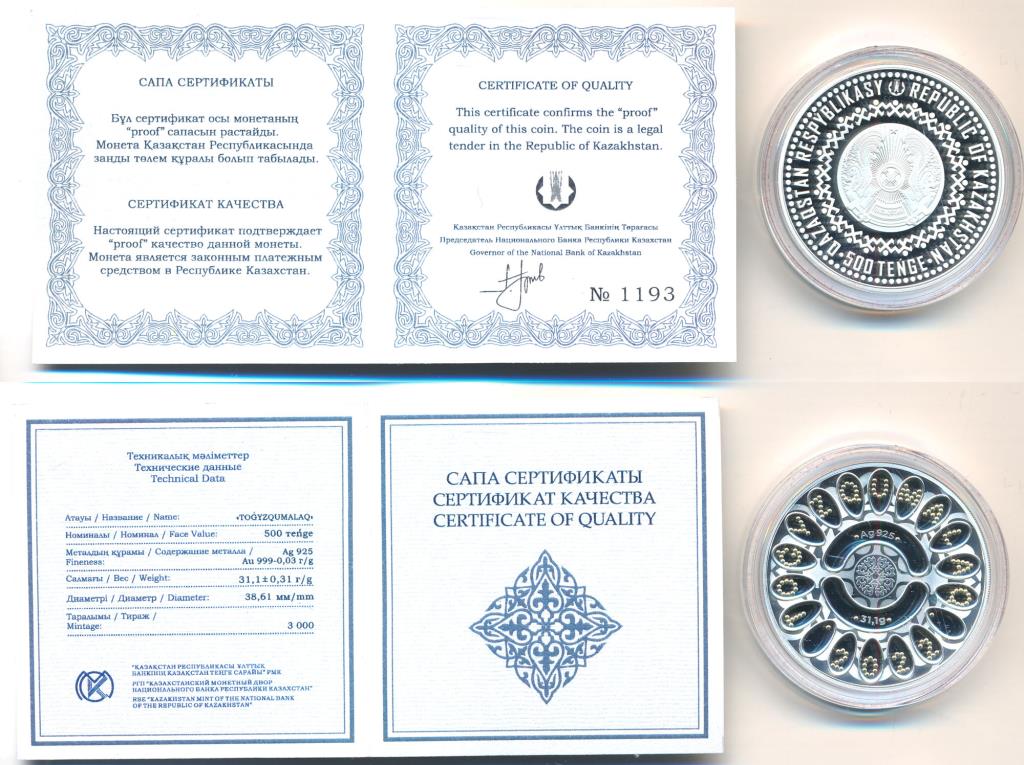 САПА СЕРТИФИКАТЫ
Бұл сертификат осы монетаның
"proof" сапасын растайды.
Монета Қазақстан Республикасында
заңды төлем құралы болып табылады.
СЕРТИФИКАТ КАЧЕСТВА
Настоящий сертификат подтверждает
"proof" качество данной монеты.
Монета является законным платежным
средством в Республике Казахстан.
CERTIFICATE OF QUALITY
This certificate confirms the "proof"
quality of this coin. The coin is a legal
tender in the Republic of Kazakhstan.
Қазақстан Республикасы Ұлттық Банкінің Төрағасы
Председатель Национального Банка Республики Казахстан
Governor of the National Bank of Kazakhstan
№ 1193
QAZAQSTAN RESPÝBLIKASY REPUBLIC OF KAZAKHSTAN
500 TEŃGE
Техникалық мәліметтер
Технические данные
Technical Data
Атауы / Название / Name: «TOǴYZQUMALAQ»
Номиналы / Номинал / Face Value: 500 teńge
Металдың құрамы / Содержание металла / Ag 925
Fineness: Au 999-0,03 г/g
Салмағы / Вес / Weight: 31,1±0,31 г/g
Диаметрі / Диаметр / Diameter: 38,61 мм/mm
Таралымы / Тираж /
Mintage: 3 000
"ҚАЗАҚСТАН РЕСПУБЛИКАСЫ ҰЛТТЫҚ
БАНКІНІҢ ҚАЗАҚСТАН ТЕҢГЕ САРАЙЫ" РМК
РГП "КАЗАХСТАНСКИЙ МОНЕТНЫЙ ДВОР
НАЦИОНАЛЬНОГО БАНКА РЕСПУБЛИКИ КАЗАХСТАН"
RSE "KAZAKHSTAN MINT OF THE NATIONAL BANK
OF THE REPUBLIC OF KAZAKHSTAN"
САПА СЕРТИФИКАТЫ
СЕРТИФИКАТ КАЧЕСТВА
CERTIFICATE OF QUALITY
Ag 925
31,1g
2023